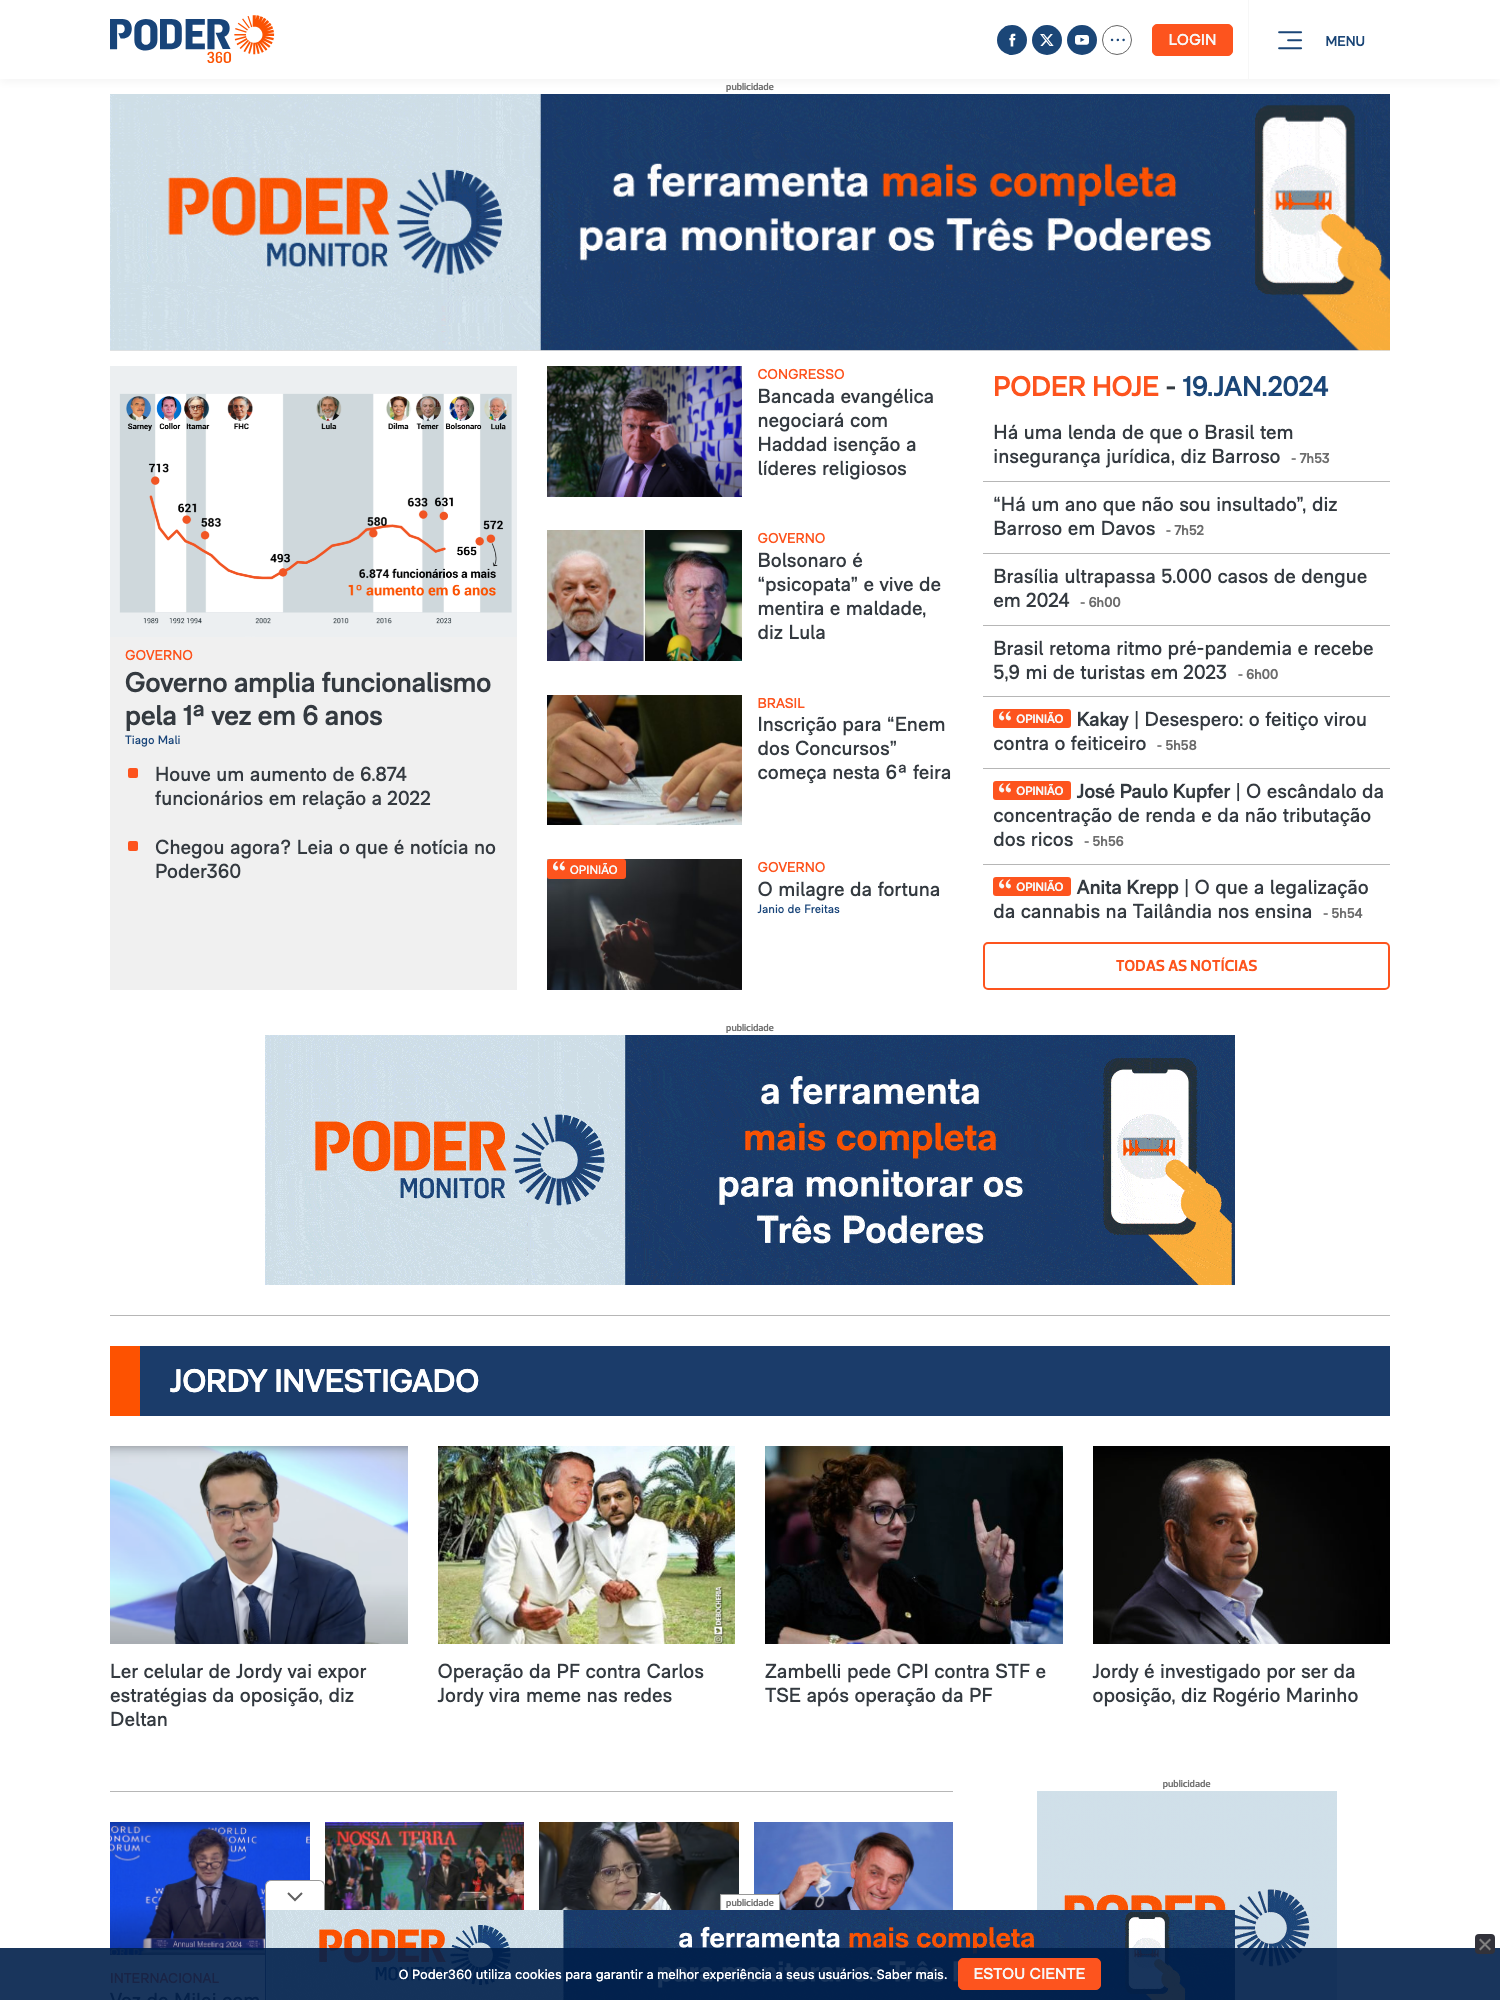 PODER
360
LOGIN
MENU
publicidade
PODER
MONITOR
a ferramenta mais completa
para monitorar os Três Poderes
Sarney Collor Itamar FHC Lula Dilma Temer Bolsonaro Lula
713
621
583
493
580
633 631
572
565
6.874 funcionários a mais
1º aumento em 6 anos
1989 1992 1994 2002 2010 2016 2023
GOVERNO
Governo amplia funcionalismo
pela 1ª vez em 6 anos
Tiago Mali
Houve um aumento de 6.874
funcionários em relação a 2022
Chegou agora? Leia o que é notícia no
Poder360
CONGRESSO
Bancada evangélica
negociará com
Haddad isenção a
líderes religiosos
GOVERNO
Bolsonaro é
“psicopata” e vive de
mentira e maldade,
diz Lula
BRASIL
Inscrição para “Enem
dos Concursos”
começa nesta 6ª feira
OPINIÃO
GOVERNO
O milagre da fortuna
Janio de Freitas
PODER HOJE - 19.JAN.2024
Há uma lenda de que o Brasil tem
insegurança jurídica, diz Barroso - 7h53
“Há um ano que não sou insultado”, diz
Barroso em Davos - 7h52
Brasília ultrapassa 5.000 casos de dengue
em 2024 - 6h00
Brasil retoma ritmo pré-pandemia e recebe
5,9 mi de turistas em 2023 - 6h00
OPINIÃO Kakay | Desespero: o feitiço virou
contra o feiticeiro - 5h58
OPINIÃO José Paulo Kupfer | O escândalo da
concentração de renda e da não tributação
dos ricos - 5h56
OPINIÃO Anita Krepp | O que a legalização
da cannabis na Tailândia nos ensina - 5h54
TODAS AS NOTÍCIAS
publicidade
PODER
MONITOR
a ferramenta
mais completa
para monitorar os
Três Poderes
JORDY INVESTIGADO
DEBOCHERIA
Ler celular de Jordy vai expor
estratégias da oposição, diz
Deltan
Operação da PF contra Carlos
Jordy vira meme nas redes
Zambelli pede CPI contra STF e
TSE após operação da PF
Jordy é investigado por ser da
oposição, diz Rogério Marinho
publicidade
NOSSA TERRA
Annual Meeting 2024
PODER
publicidade
PODER
a ferramenta mais completa
INTERNACIONAL
O Poder360 utiliza cookies para garantir a melhor experiência a seus usuários. Saber mais.
ESTOU CIENTE